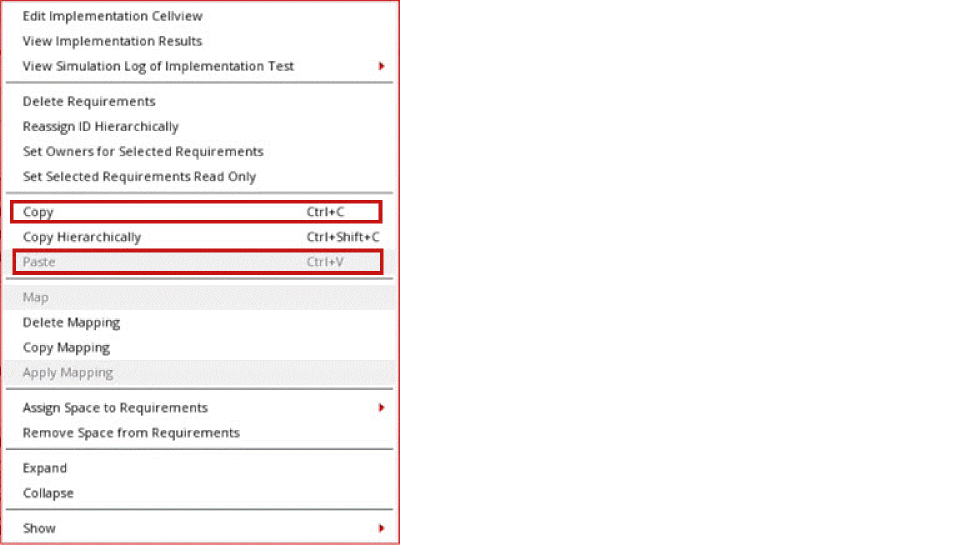 Edit Implementation Cellview
View Implementation Results
View Simulation Log of Implementation Test
Delete Requirements
Reassign ID Hierarchically
Set Owners for Selected Requirements
Set Selected Requirements Read Only
Copy Ctrl+C
Copy Hierarchically Ctrl+Shift+C
Paste Ctrl+V
Map
Delete Mapping
Copy Mapping
Apply Mapping
Assign Space to Requirements
Remove Space from Requirements
Expand
Collapse
Show